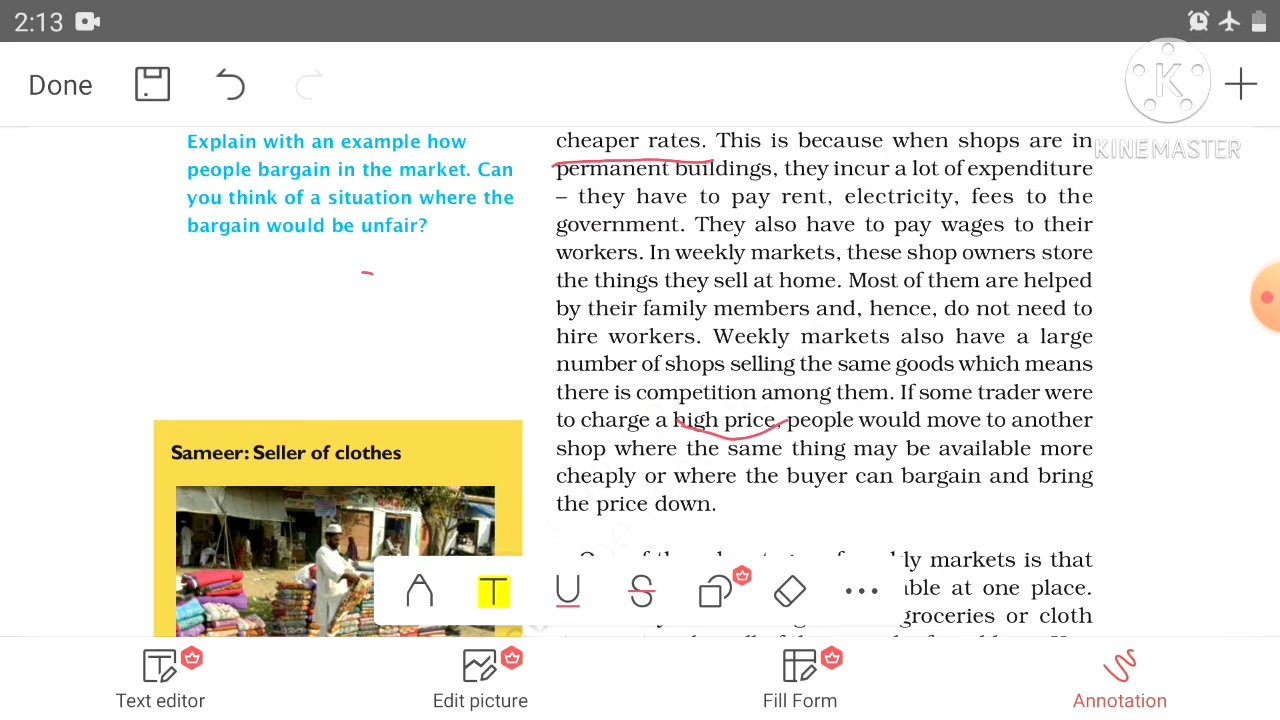 2:13
Done
KINEMASTER
Explain with an example how
people bargain in the market. Can
you think of a situation where the
bargain would be unfair?
cheaper rates. This is because when shops are in
permanent buildings, they incur a lot of expenditure
– they have to pay rent, electricity, fees to the
government. They also have to pay wages to their
workers. In weekly markets, these shop owners store
the things they sell at home. Most of them are helped
by their family members and, hence, do not need to
hire workers. Weekly markets also have a large
number of shops selling the same goods which means
there is competition among them. If some trader were
to charge a high price, people would move to another
shop where the same thing may be available more
cheaply or where the buyer can bargain and bring
the price down.
Sameer: Seller of clothes
markets is that
at one place.
groceries or cloth
Text editor
Edit picture
Fill Form
Annotation